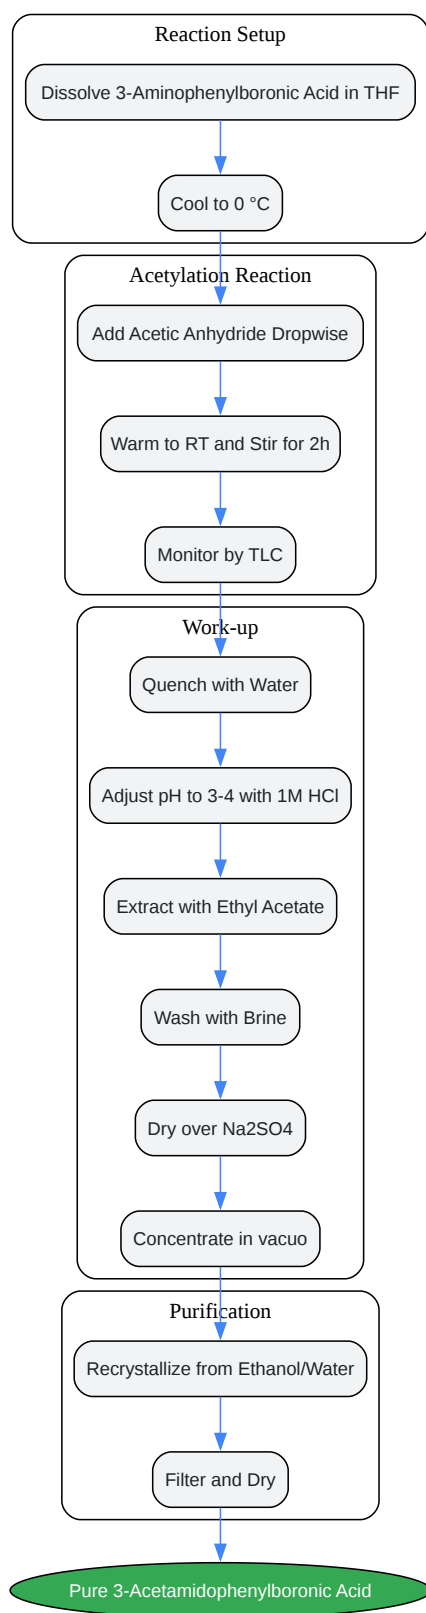 Reaction Setup
Dissolve 3-Aminophenylboronic Acid in THF
Cool to 0 °C
Acetylation Reaction
Add Acetic Anhydride Dropwise
Warm to RT and Stir for 2h
Monitor by TLC
Work-up
Quench with Water
Adjust pH to 3-4 with 1M HCl
Extract with Ethyl Acetate
Wash with Brine
Dry over Na2SO4
Concentrate in vacuo
Purification
Recrystallize from Ethanol/Water
Filter and Dry
Pure 3-Acetamidophenylboronic Acid